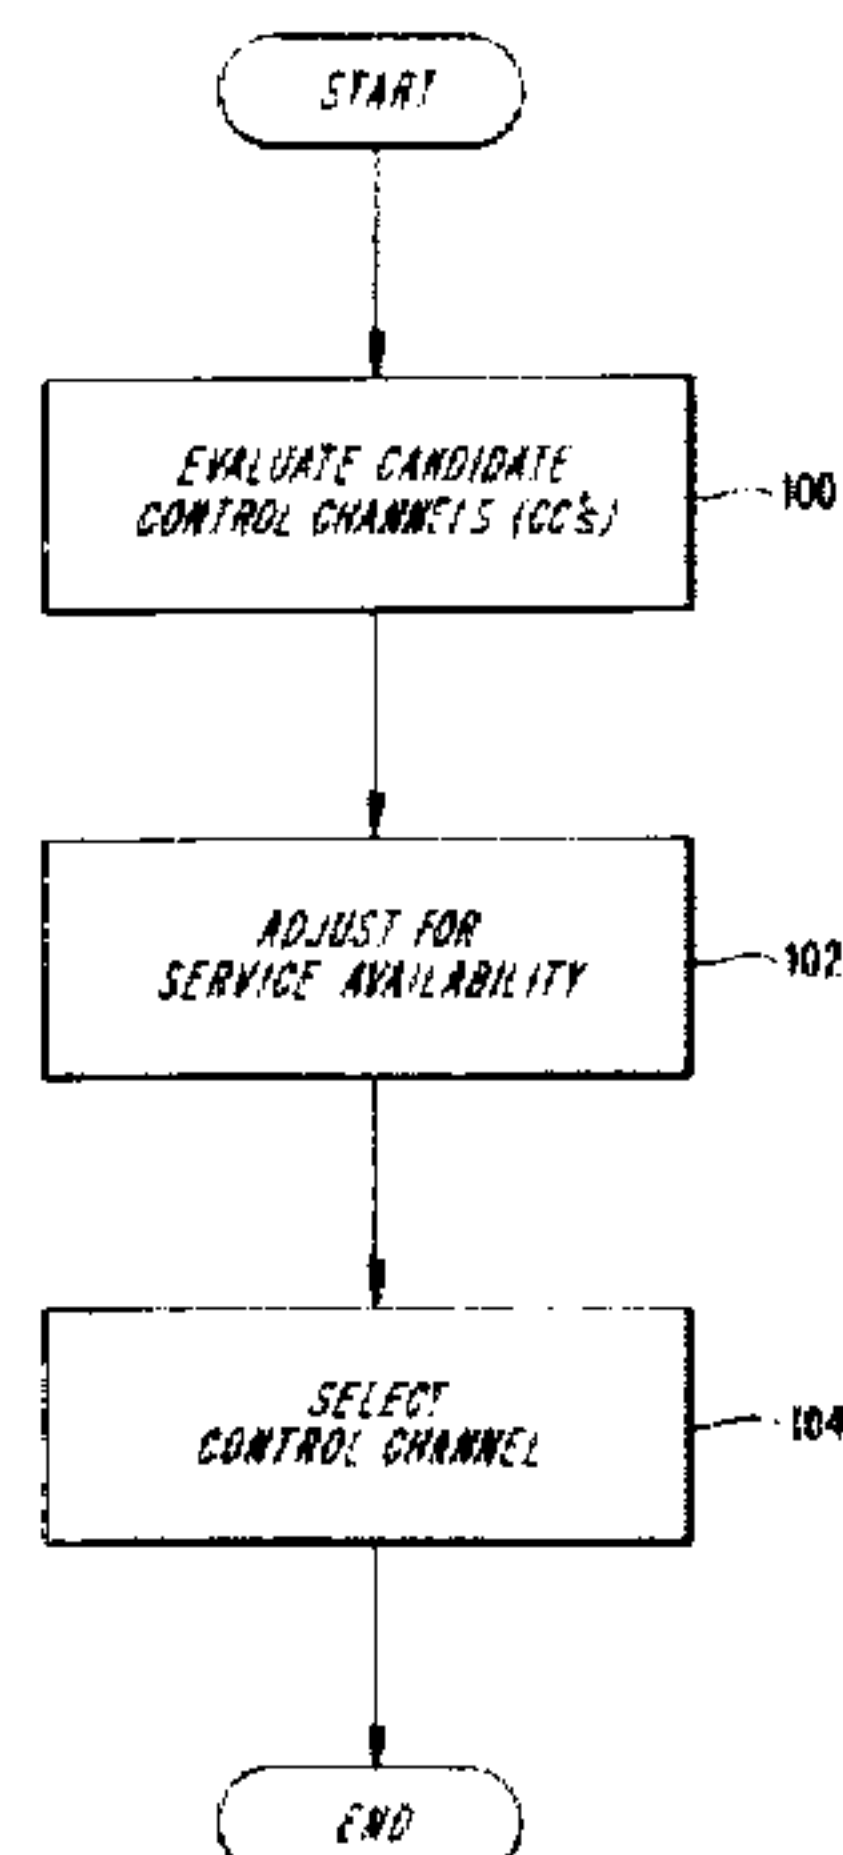 START
EVALUATE CANDIDATE
CONTROL CHANNELS (CC's)
100
ADJUST FOR
SERVICE AVAILABILITY
102
SELECT
CONTROL CHANNEL
104
END